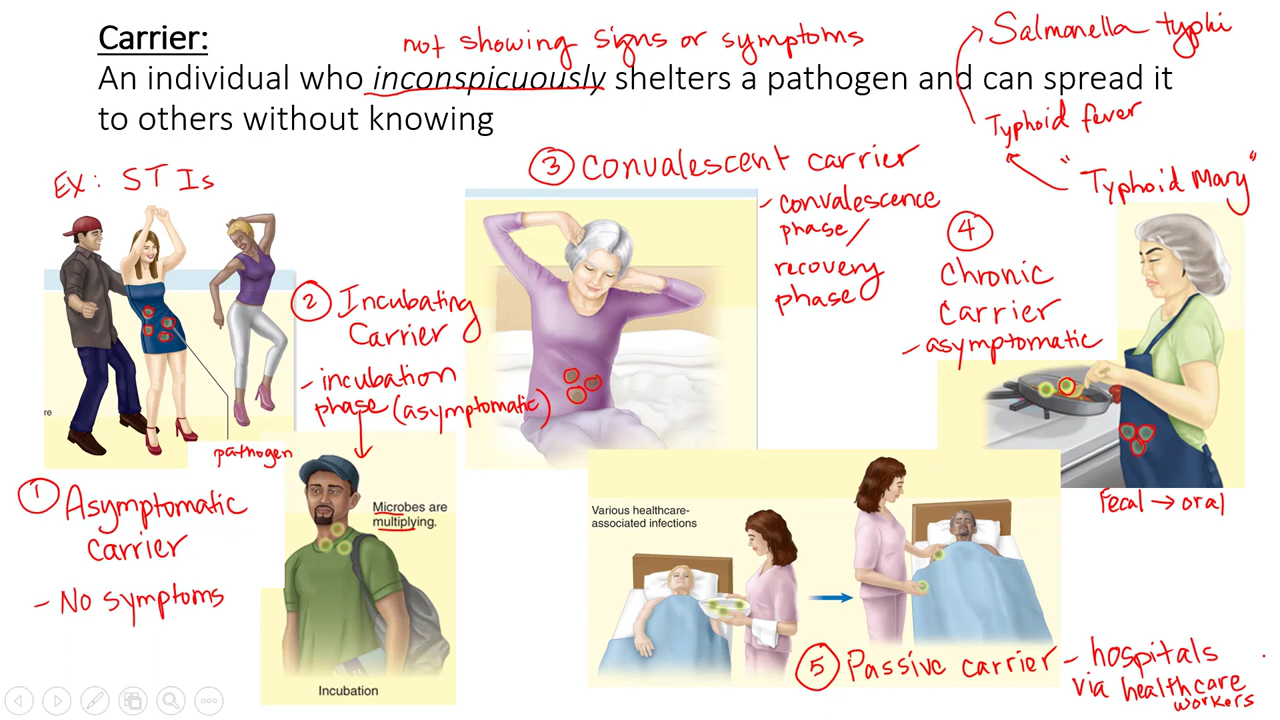 Carrier:
not showing signs or symptoms
An individual who inconspicuously shelters a pathogen and can spread it
to others without knowing
Salmonella typhi
Typhoid fever
"Typhoid Mary"
EX: STIs
re
pathogen
1 Asymptomatic
Carrier
- No symptoms
2 Incubating
Carrier
- incubation
phase (asymptomatic)
Microbes are
multiplying.
Incubation
3 Convalescent carrier
- convalescence
phase/
recovery
phase
4
Chronic
Carrier
- asymptomatic
Fecal → oral
Various healthcare-
associated infections
5 Passive carrier - hospitals
via healthcare
workers